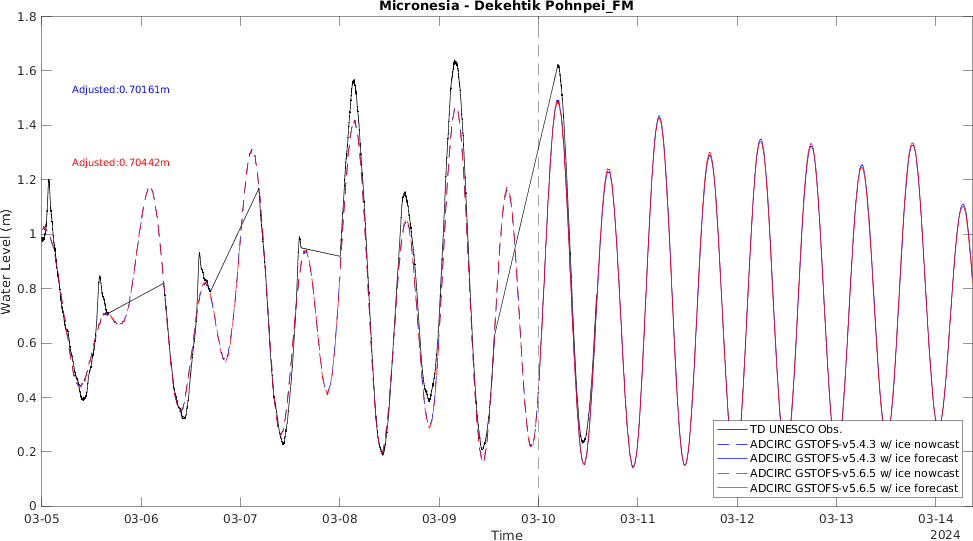 Micronesia - Dekehtik Pohnpei_FM
1.8
1.6
1.4
1.2
1
0.8
0.6
0.4
0.2
0
Water Level (m)
Adjusted:0.70161m
Adjusted:0.70442m
TD UNESCO Obs.
ADCIRC GSTOFS-v5.4.3 w/ ice nowcast
ADCIRC GSTOFS-v5.4.3 w/ ice forecast
ADCIRC GSTOFS-v5.6.5 w/ ice nowcast
ADCIRC GSTOFS-v5.6.5 w/ ice forecast
03-05 03-06 03-07 03-08 03-09 03-10 03-11 03-12 03-13 03-14
Time
2024